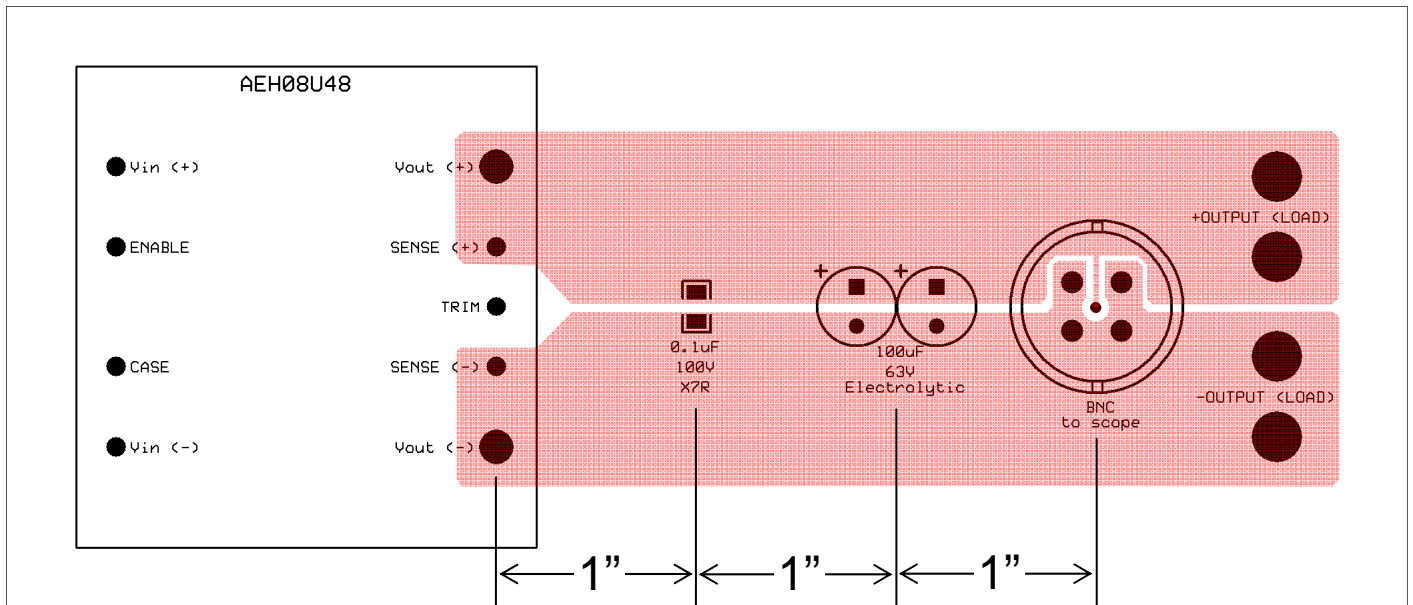 AEH08U48
Vin (+)
Vout (+)
+OUTPUT (LOAD)
ENABLE
SENSE (+)
+
+
TRIM
0.1uF
100V
X7R
100uF
63V
Electrolytic
CASE
SENSE (-)
-OUTPUT (LOAD)
BNC
to scope
Vin (-)
Vout (-)
1”
1”
1”